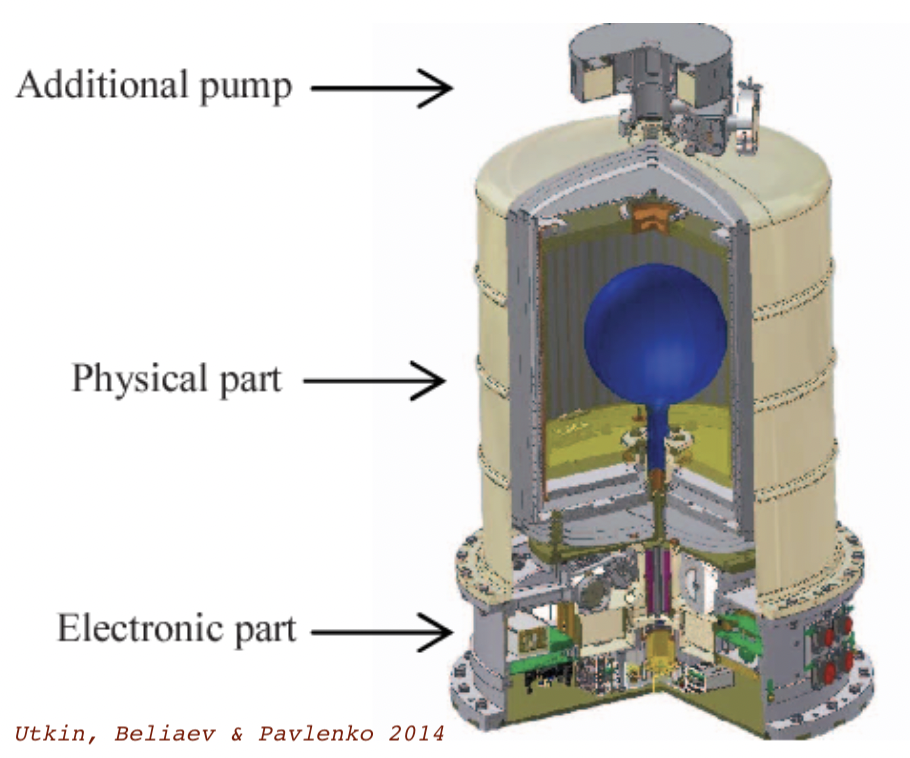 Additional pump
Physical part
Electronic part
Utkin, Beliaev & Pavlenko 2014